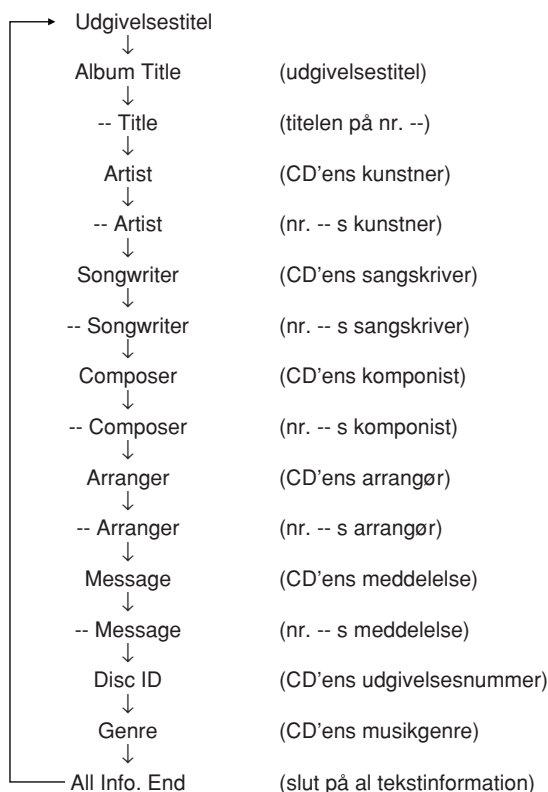 Udgivelsestitel
Album Title (udgivelsestitel)
-- Title (titelen på nr. --)
Artist (CD'ens kunstner)
-- Artist (nr. -- s kunstner)
Songwriter (CD'ens sangskriver)
-- Songwriter (nr. -- s sangskriver)
Composer (CD'ens komponist)
-- Composer (nr. -- s komponist)
Arranger (CD'ens arrangør)
-- Arranger (nr. -- s arrangør)
Message (CD'ens meddelelse)
-- Message (nr. -- s meddelelse)
Disc ID (CD'ens udgivelsesnummer)
Genre (CD'ens musikgenre)
All Info. End (slut på al tekstinformation)